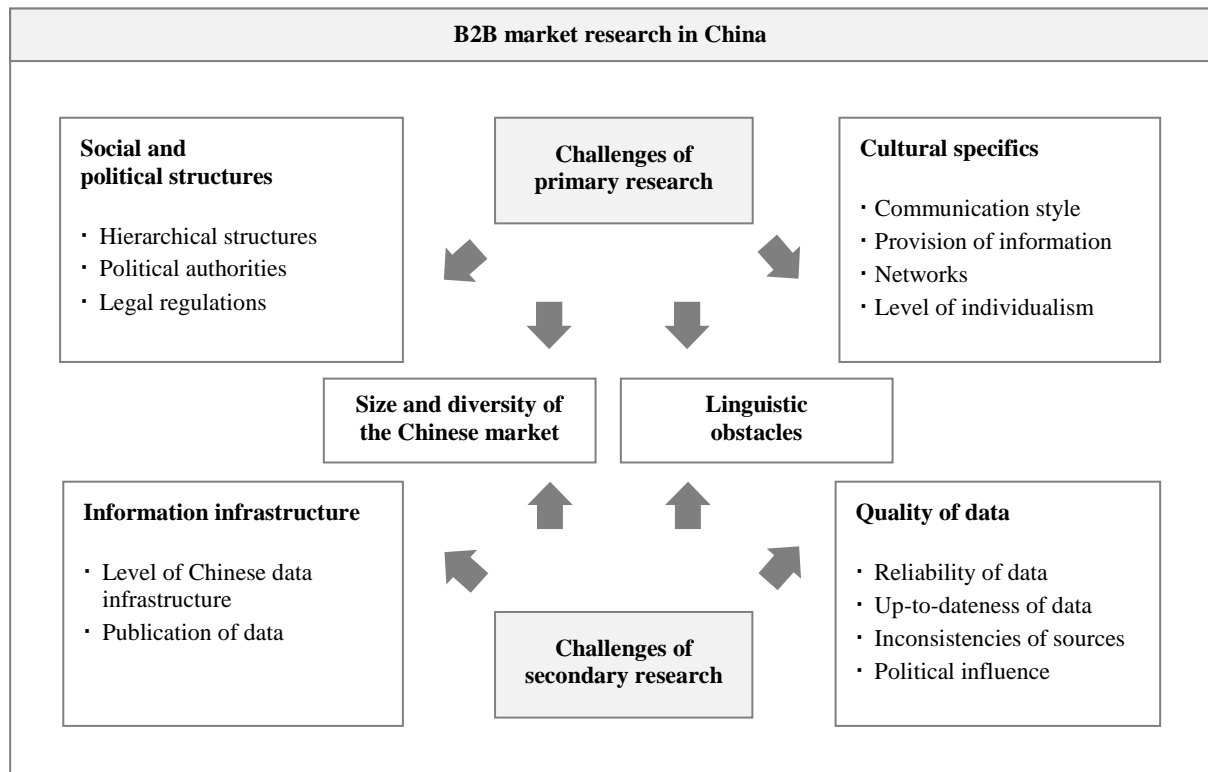 B2B market research in China
Social and
political structures
· Hierarchical structures
· Political authorities
· Legal regulations
Challenges of
primary research
Cultural specifics
· Communication style
· Provision of information
· Networks
· Level of individualism
Size and diversity of
the Chinese market
Linguistic
obstacles
Information infrastructure
· Level of Chinese data
infrastructure
· Publication of data
Challenges of
secondary research
Quality of data
· Reliability of data
· Up-to-dateness of data
· Inconsistencies of sources
· Political influence